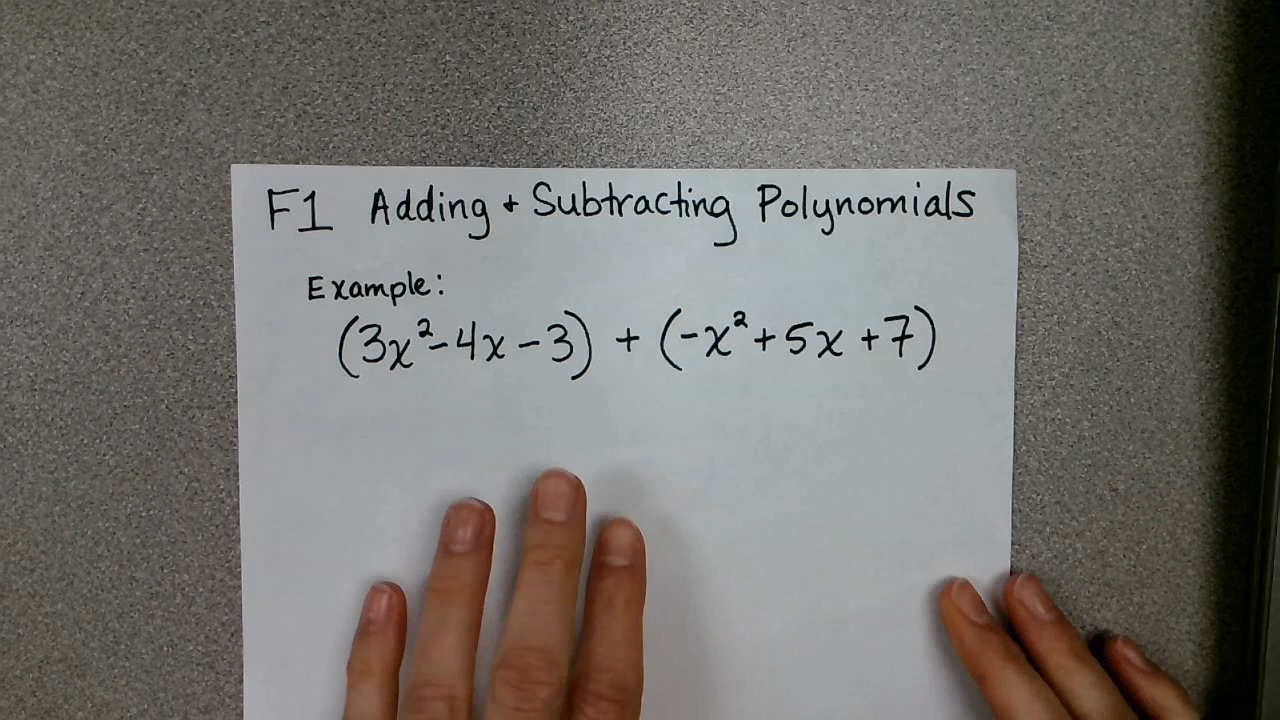 F1 Adding + Subtracting Polynomials
Example:
(3x²-4x-3) + (-x²+5x+7)